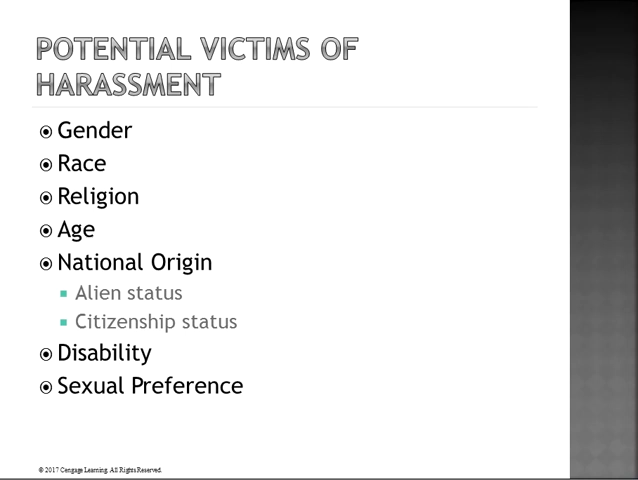 POTENTIAL VICTIMS OF
HARASSMENT
Gender
Race
Religion
Age
National Origin
Alien status
Citizenship status
Disability
Sexual Preference
© 2017 Cengage Learning. All Rights Reserved.